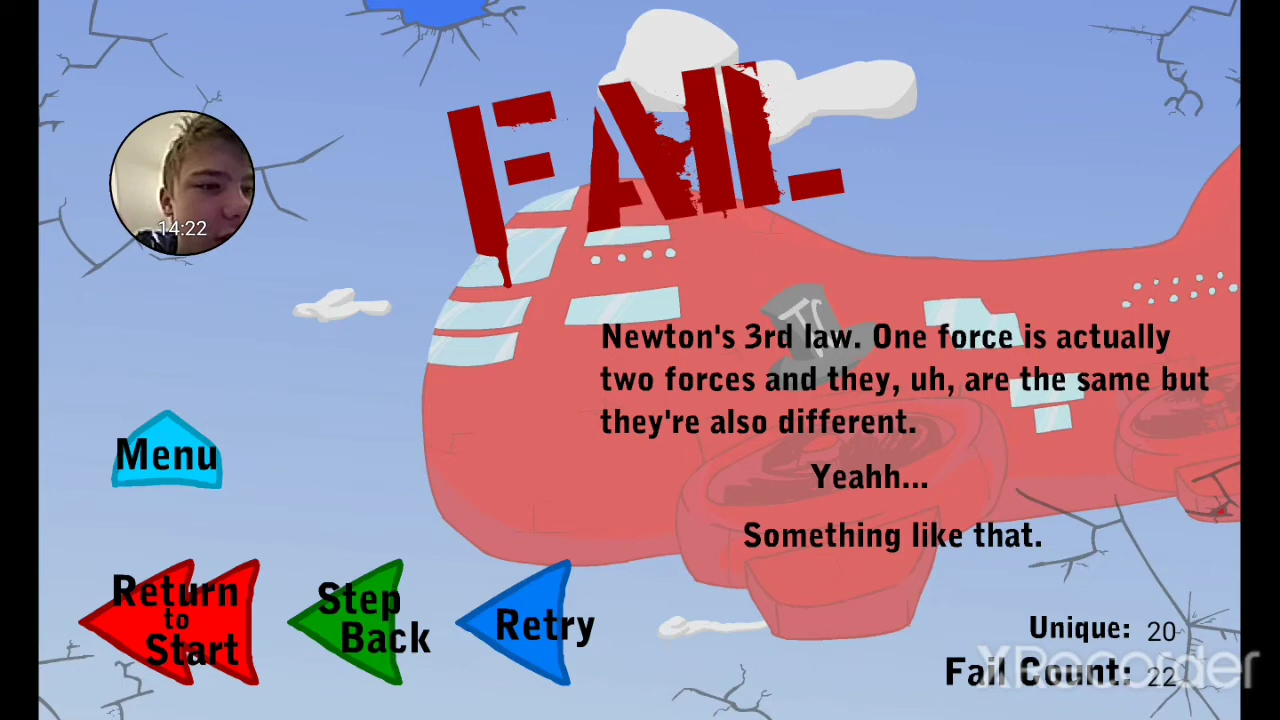 FAIL
14:22
TS
Newton's 3rd law. One force is actually
two forces and they, uh, are the same but
they're also different.
Yeahh...
Something like that.
Menu
Return
to
Start
Step
Back
Retry
Unique: 20
Fail Count: 22
XRecorder